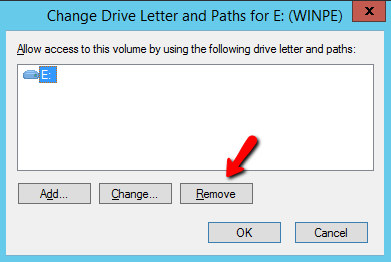 Change Drive Letter and Paths for E: (WINPE)
x
Allow access to this volume by using the following drive letter and paths:
E:
Add... Change... Remove
OK Cancel